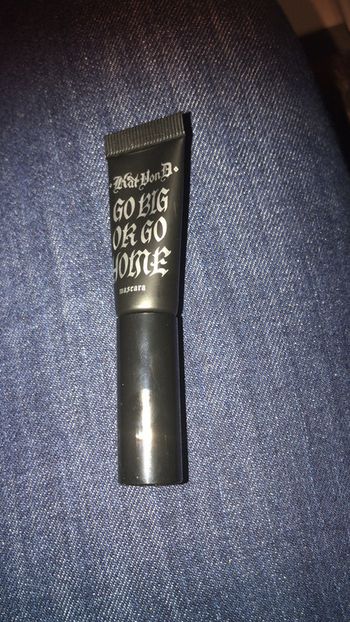 Kat Von D
GO BIG
OR GO
HOME
mascara